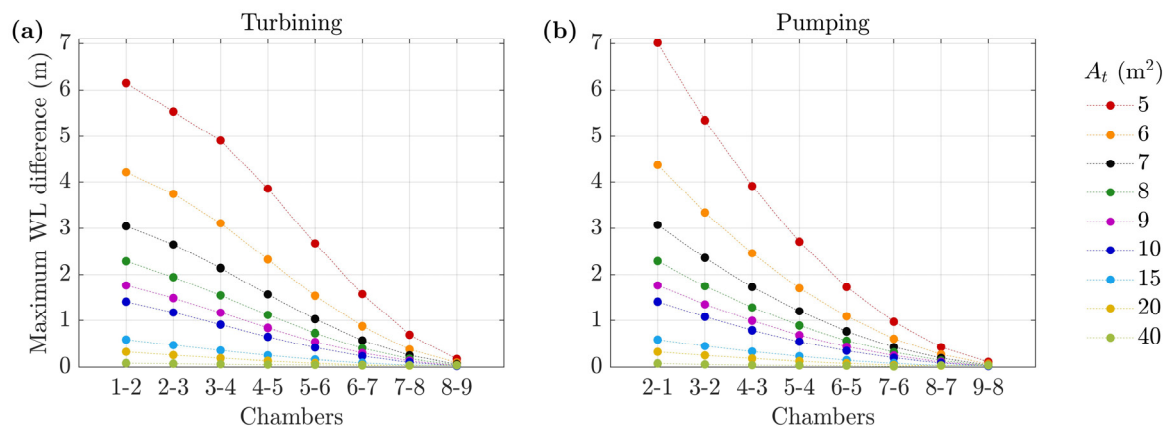 (a)
Turbining
Maximum WL difference (m)
7
6
5
4
3
2
1
0
1-2 2-3 3-4 4-5 5-6 6-7 7-8 8-9
Chambers
(b)
Pumping
7
6
5
4
3
2
1
0
2-1 3-2 4-3 5-4 6-5 7-6 8-7 9-8
Chambers
A_t (m²)
5
6
7
8
9
10
15
20
40